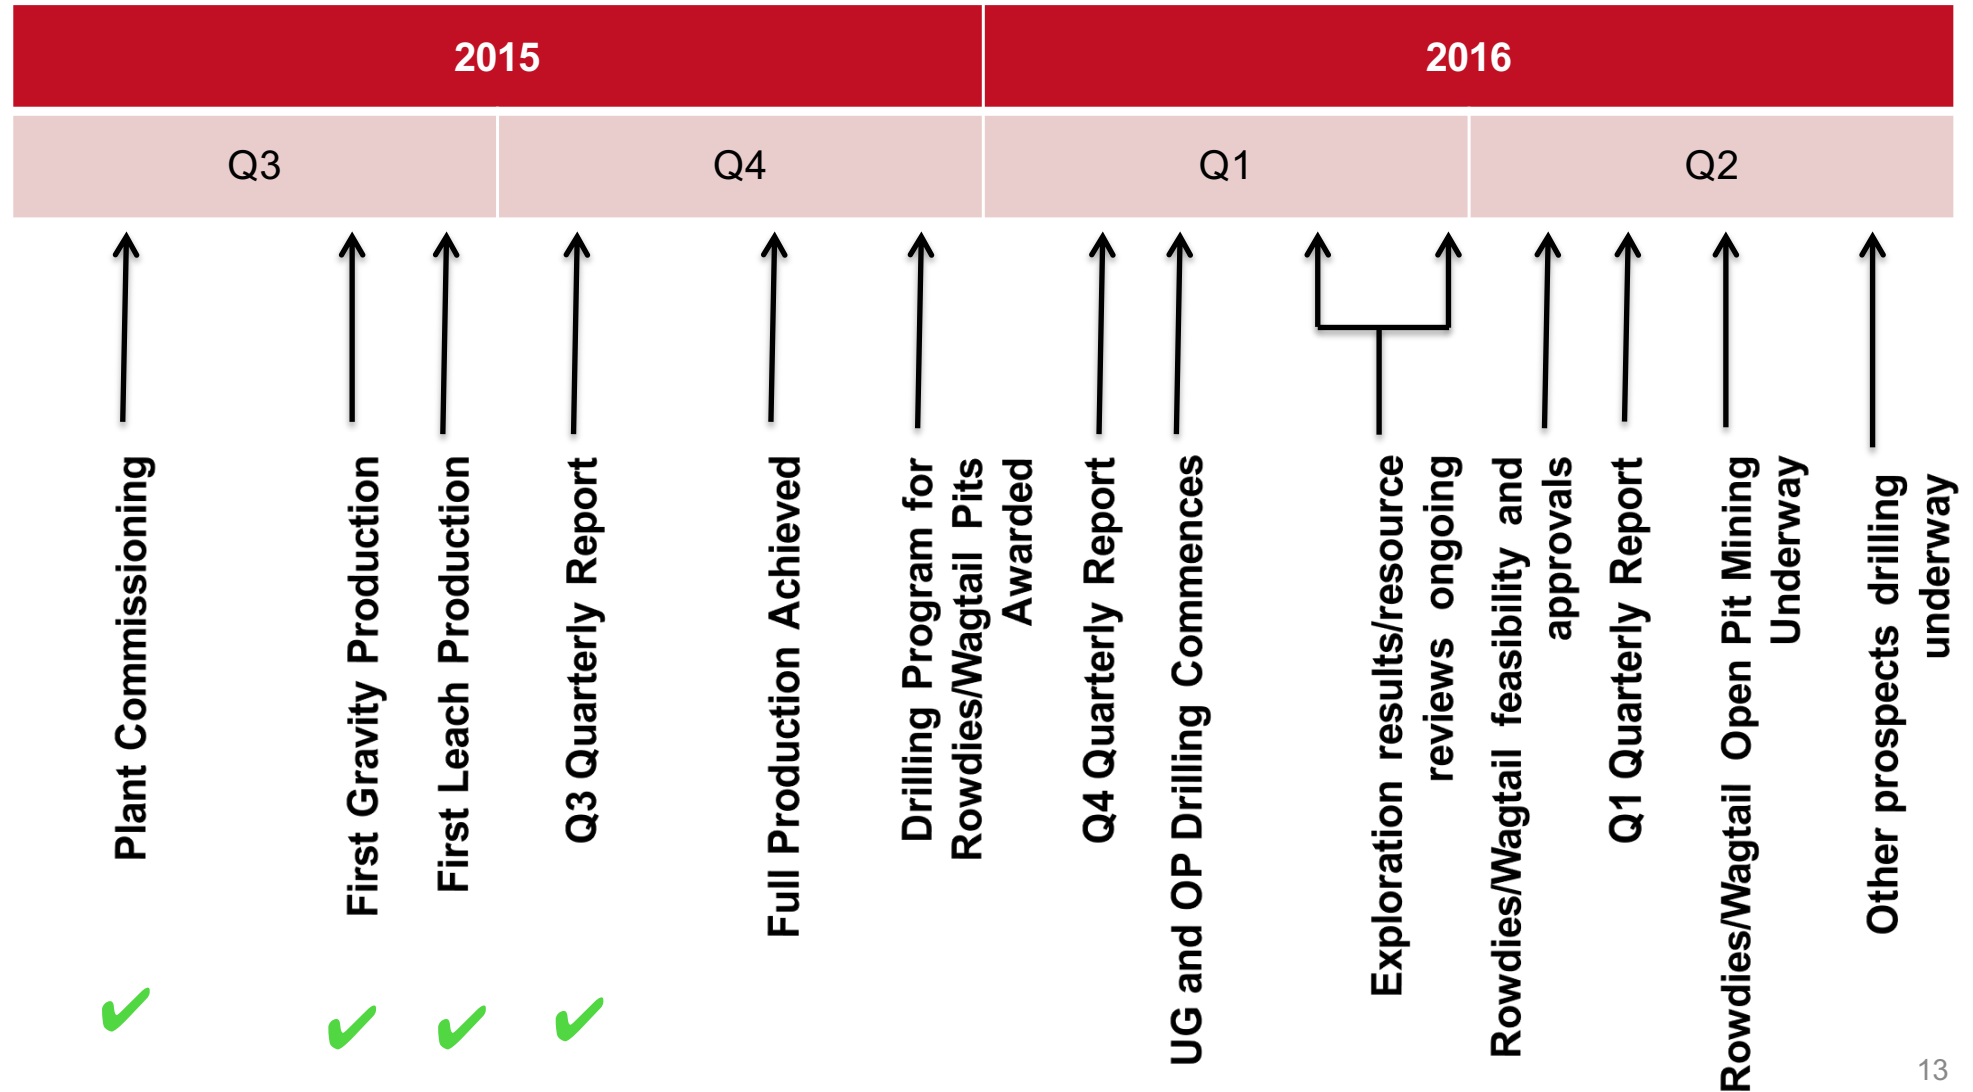 2015
2016
Q3
Q4
Q1
Q2
Plant Commissioning
First Gravity Production
First Leach Production
Q3 Quarterly Report
Full Production Achieved
Drilling Program for
Rowdies/Wagtail Pits
Awarded
Q4 Quarterly Report
UG and OP Drilling Commences
Exploration results/resource
reviews ongoing
Rowdies/Wagtail feasibility and
approvals
Q1 Quarterly Report
Rowdies/Wagtail Open Pit Mining
Underway
Other prospects drilling
underway
13